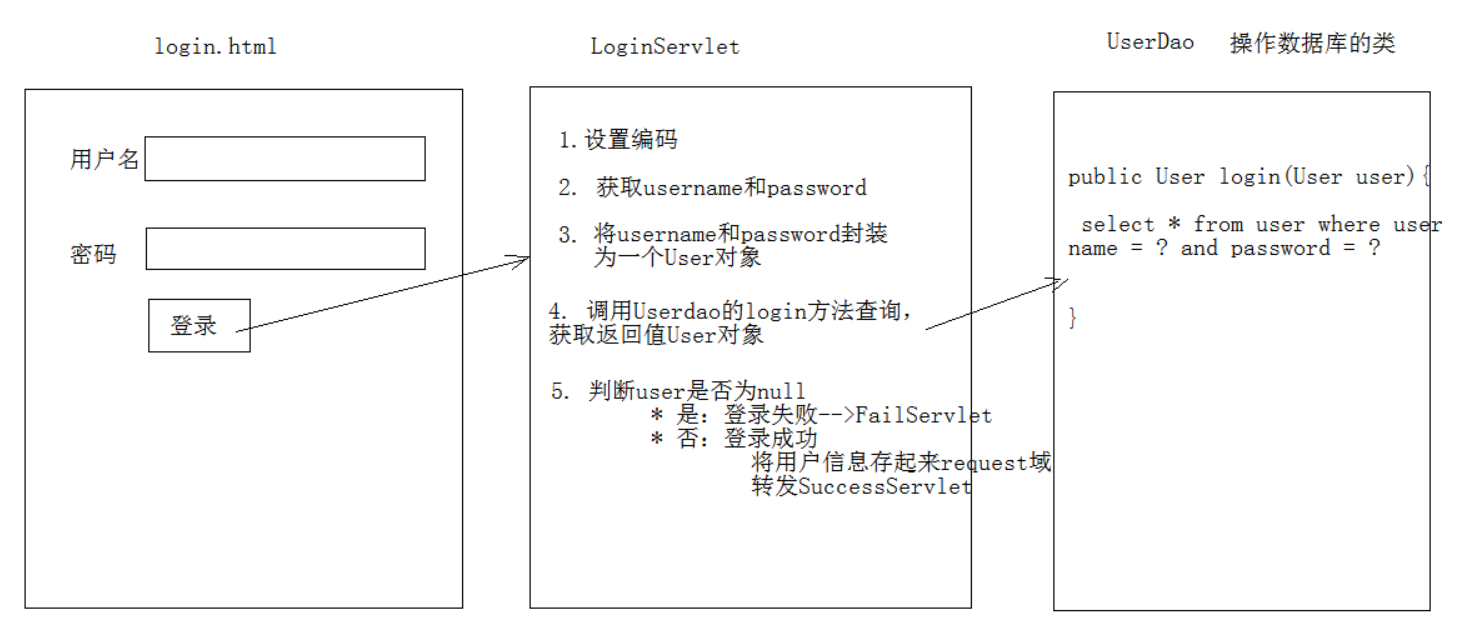 login.html
用户名
密码
登录
LoginServlet
1.设置编码
2. 获取username和password
3. 将username和password封装
为一个User对象
4. 调用Userdao的login方法查询，
获取返回值User对象
5. 判断user是否为null
* 是：登录失败-->FailServlet
* 否：登录成功
将用户信息存起来request域
转发SuccessServlet
UserDao 操作数据库的类
public User login(User user){
select * from user where user
name = ? and password = ?
}